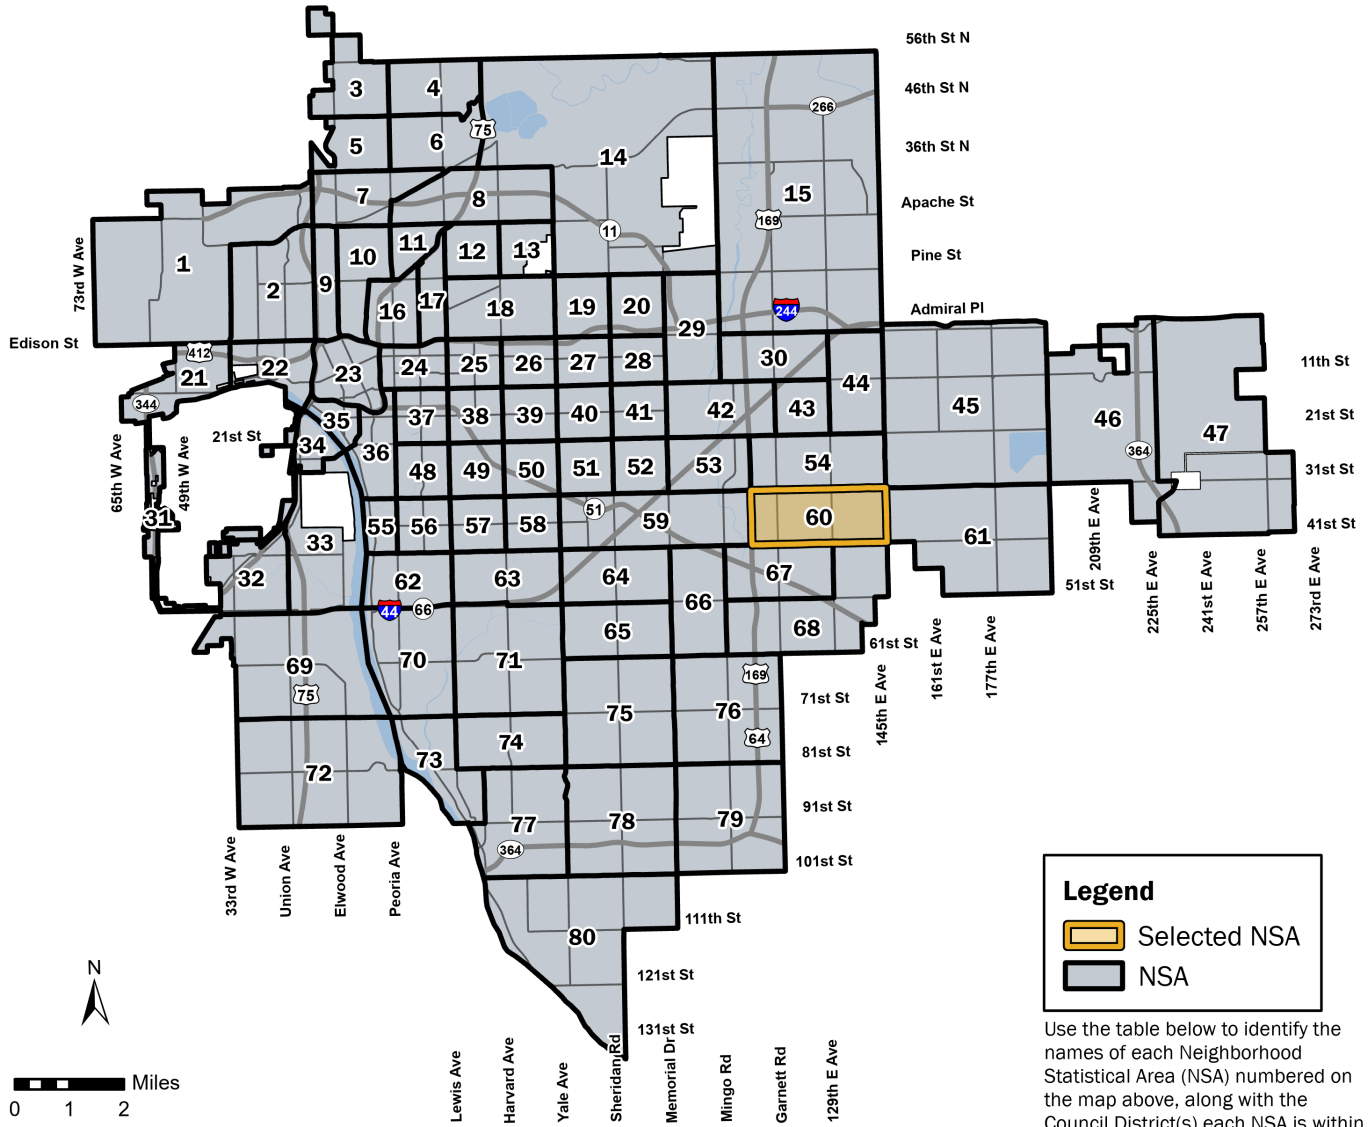 56th St N
3
4
46th St N
266
75
5
6
36th St N
14
7
8
15
Apache St
169
11
73rd W Ave
1
10
11
12
13
Pine St
2
9
16
17
18
19
20
29
244
Admiral Pl
Edison St
412
22
23
24
25
26
27
28
30
44
11th St
21
344
35
37
38
39
40
41
42
43
45
46
47
21st St
65th W Ave
49th W Ave
21st St
34
36
48
49
50
51
52
53
54
364
31st St
31
33
55
56
57
58
51
59
60
61
209th E Ave
41st St
32
62
63
64
66
67
51st St
225th E Ave
241st E Ave
257th E Ave
273rd E Ave
44
66
65
68
61st St
145th E Ave
161st E Ave
177th E Ave
69
75
70
71
169
71st St
75
76
64
74
73
81st St
72
77
78
79
91st St
364
101st St
33rd W Ave
Union Ave
Elwood Ave
Peoria Ave
111th St
80
121st St
131st St
N
Miles
0
1
2
Lewis Ave
Harvard Ave
Yale Ave
Sheridan Rd
Memorial Dr
Mingo Rd
Garnett Rd
129th E Ave
Legend
Selected NSA
NSA
Use the table below to identify the
names of each Neighborhood
Statistical Area (NSA) numbered on
the map above, along with the
Council District(s) each NSA is within